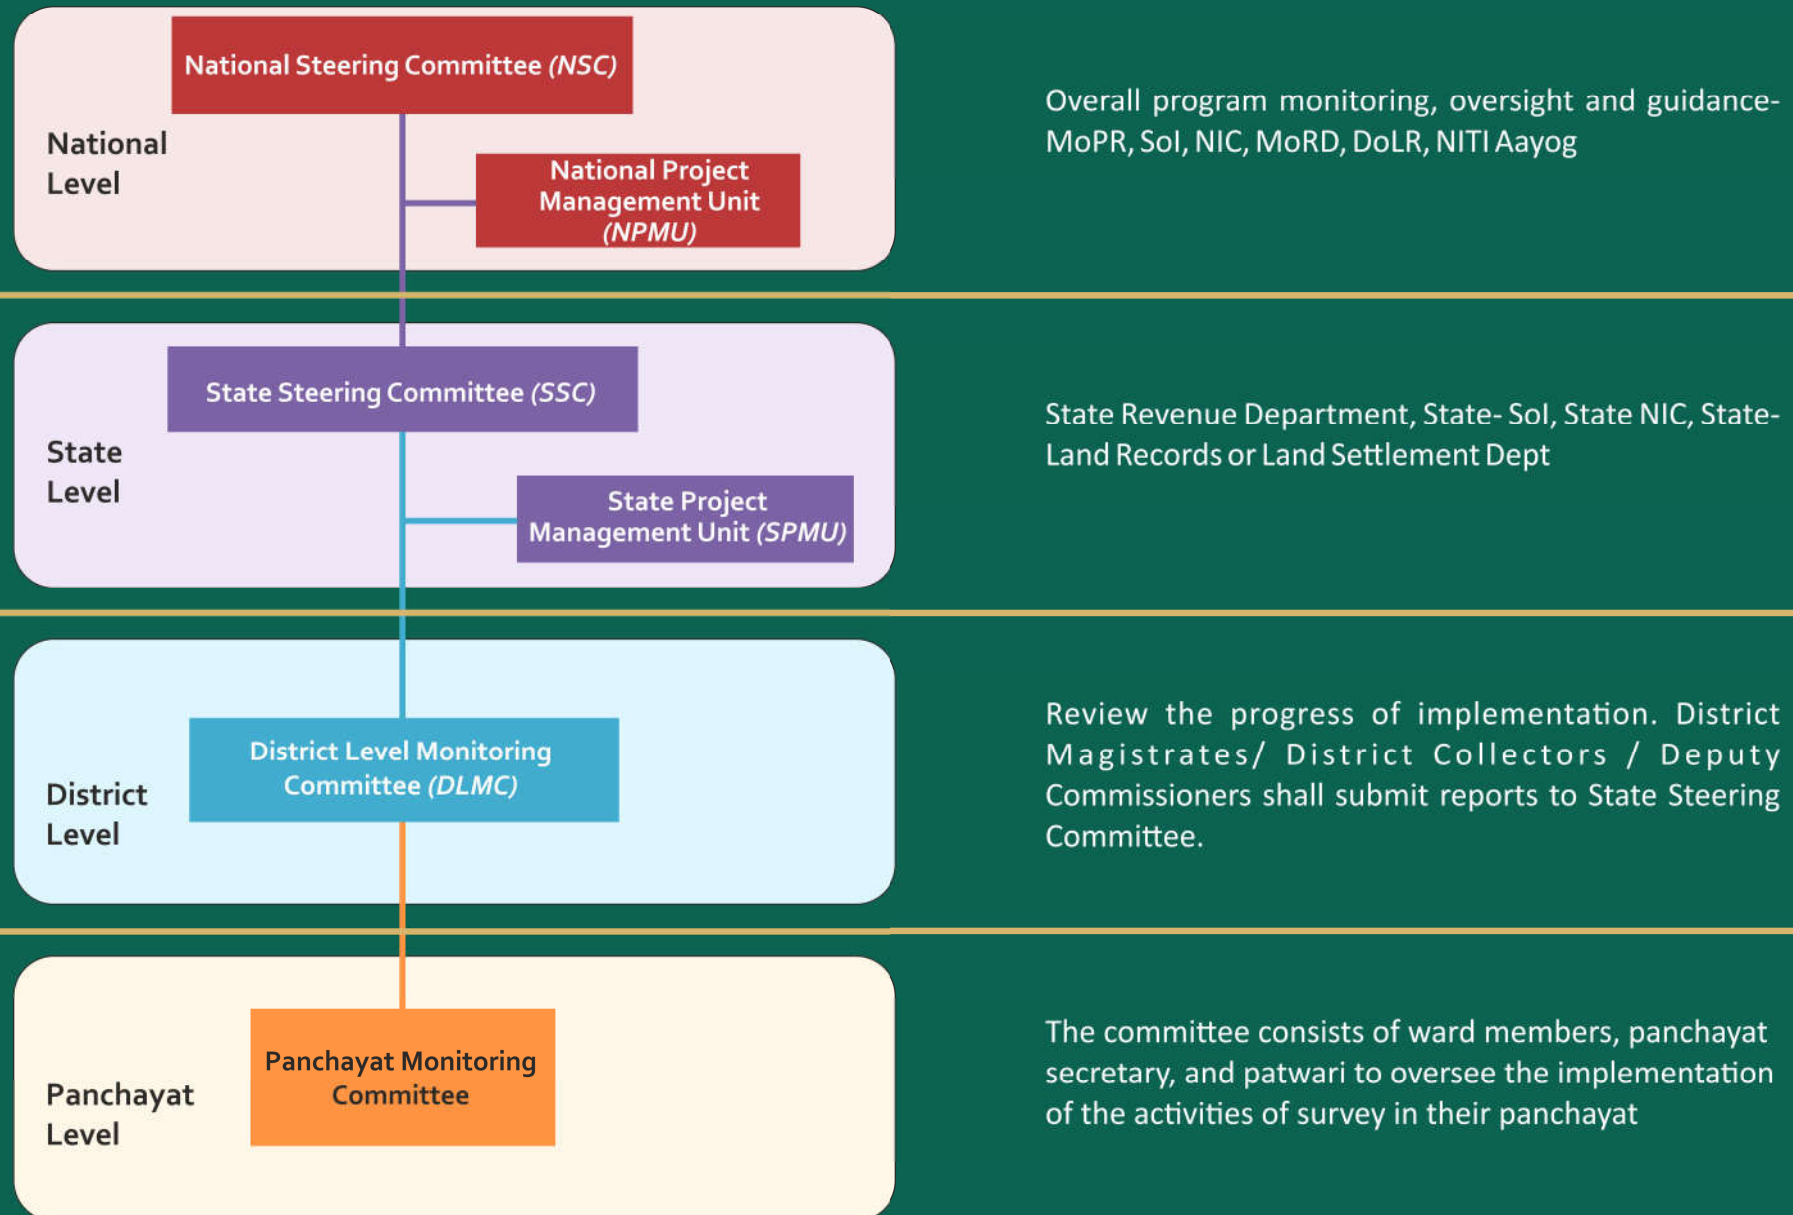 National Steering Committee (NSC)
National
Level
National Project
Management Unit
(NPMU)
Overall program monitoring, oversight and guidance-
MoPR, SoI, NIC, MoRD, DoLR, NITI Aayog
State Steering Committee (SSC)
State
Level
State Project
Management Unit (SPMU)
State Revenue Department, State- SoI, State NIC, State-
Land Records or Land Settlement Dept
District Level Monitoring
Committee (DLMC)
District
Level
Review the progress of implementation. District
Magistrates/ District Collectors / Deputy
Commissioners shall submit reports to State Steering
Committee.
Panchayat Monitoring
Committee
Panchayat
Level
The committee consists of ward members, panchayat
secretary, and patwari to oversee the implementation
of the activities of survey in their panchayat